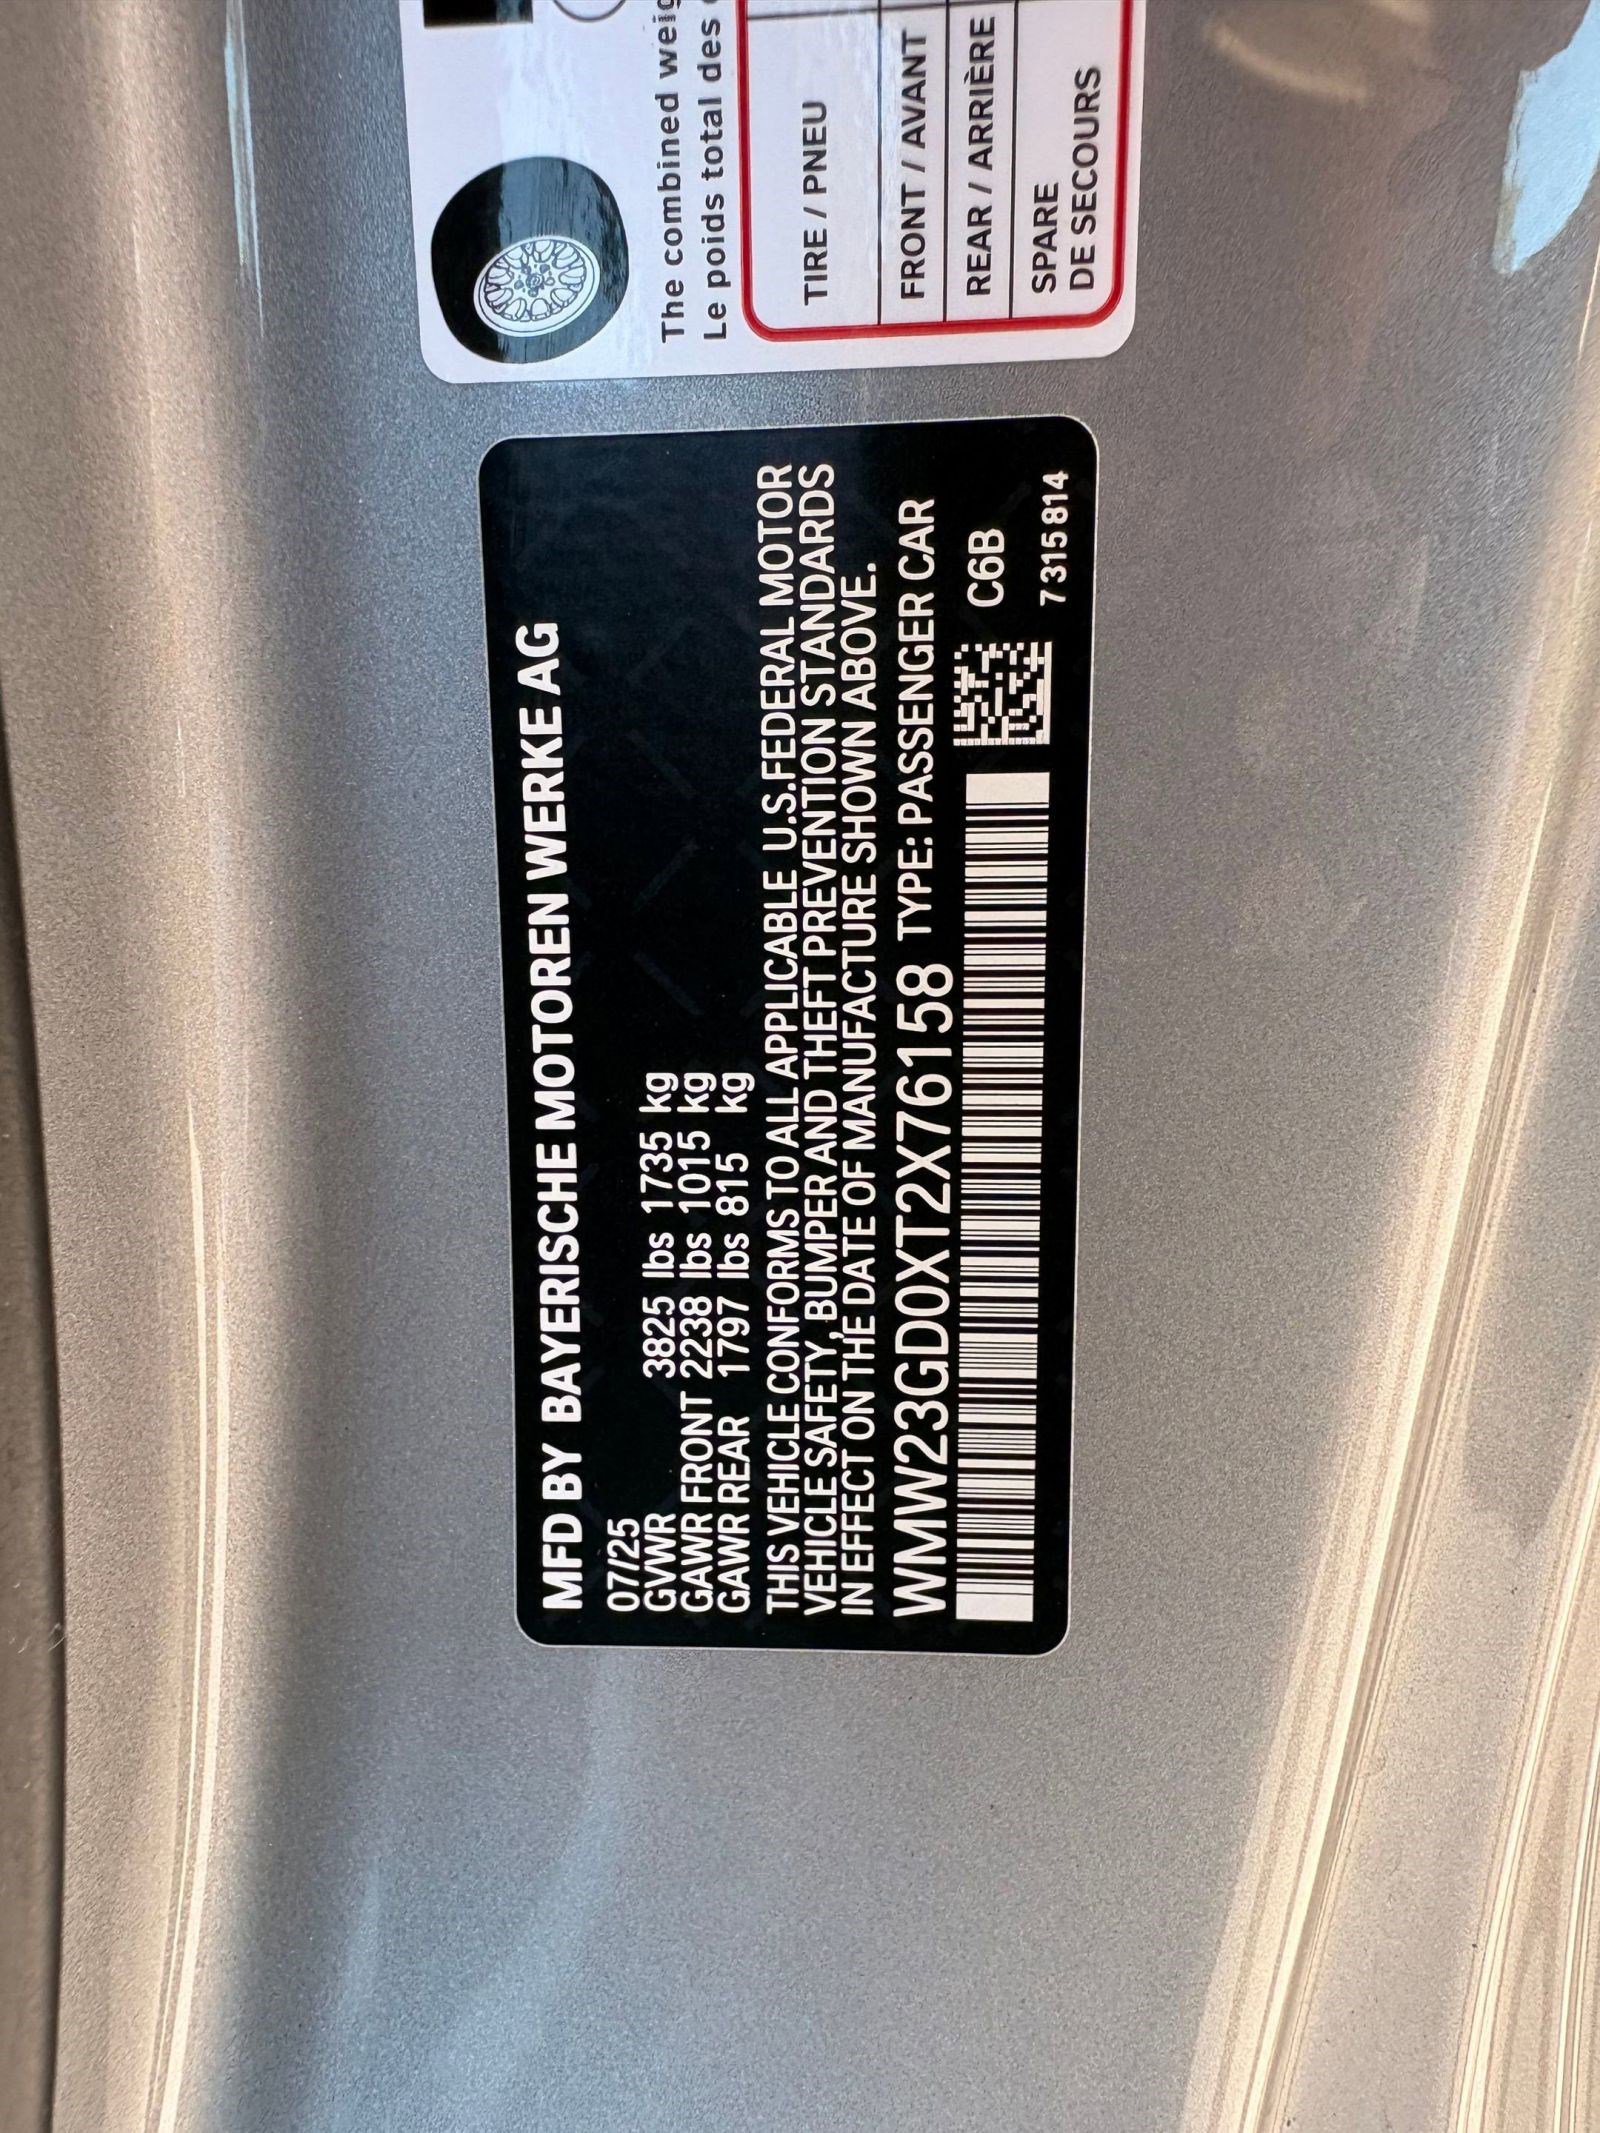 MFD BY BAYERISCHE MOTOREN WERKE AG
07/25
GVWR 3825 lbs 1735 kg
GAWR FRONT 2238 lbs 1015 kg
GAWR REAR 1797 lbs 815 kg
THIS VEHICLE CONFORMS TO ALL APPLICABLE U.S.FEDERAL MOTOR
VEHICLE SAFETY, BUMPER AND THEFT PREVENTION STANDARDS
IN EFFECT ON THE DATE OF MANUFACTURE SHOWN ABOVE.
WMW23GD0XT2X76158 TYPE: PASSENGER CAR
C6B
7 315 814
The combined
Le poids total des
TIRE / PNEU
FRONT / AVANT
REAR / ARRIÈRE
SPARE
DE SECOURS